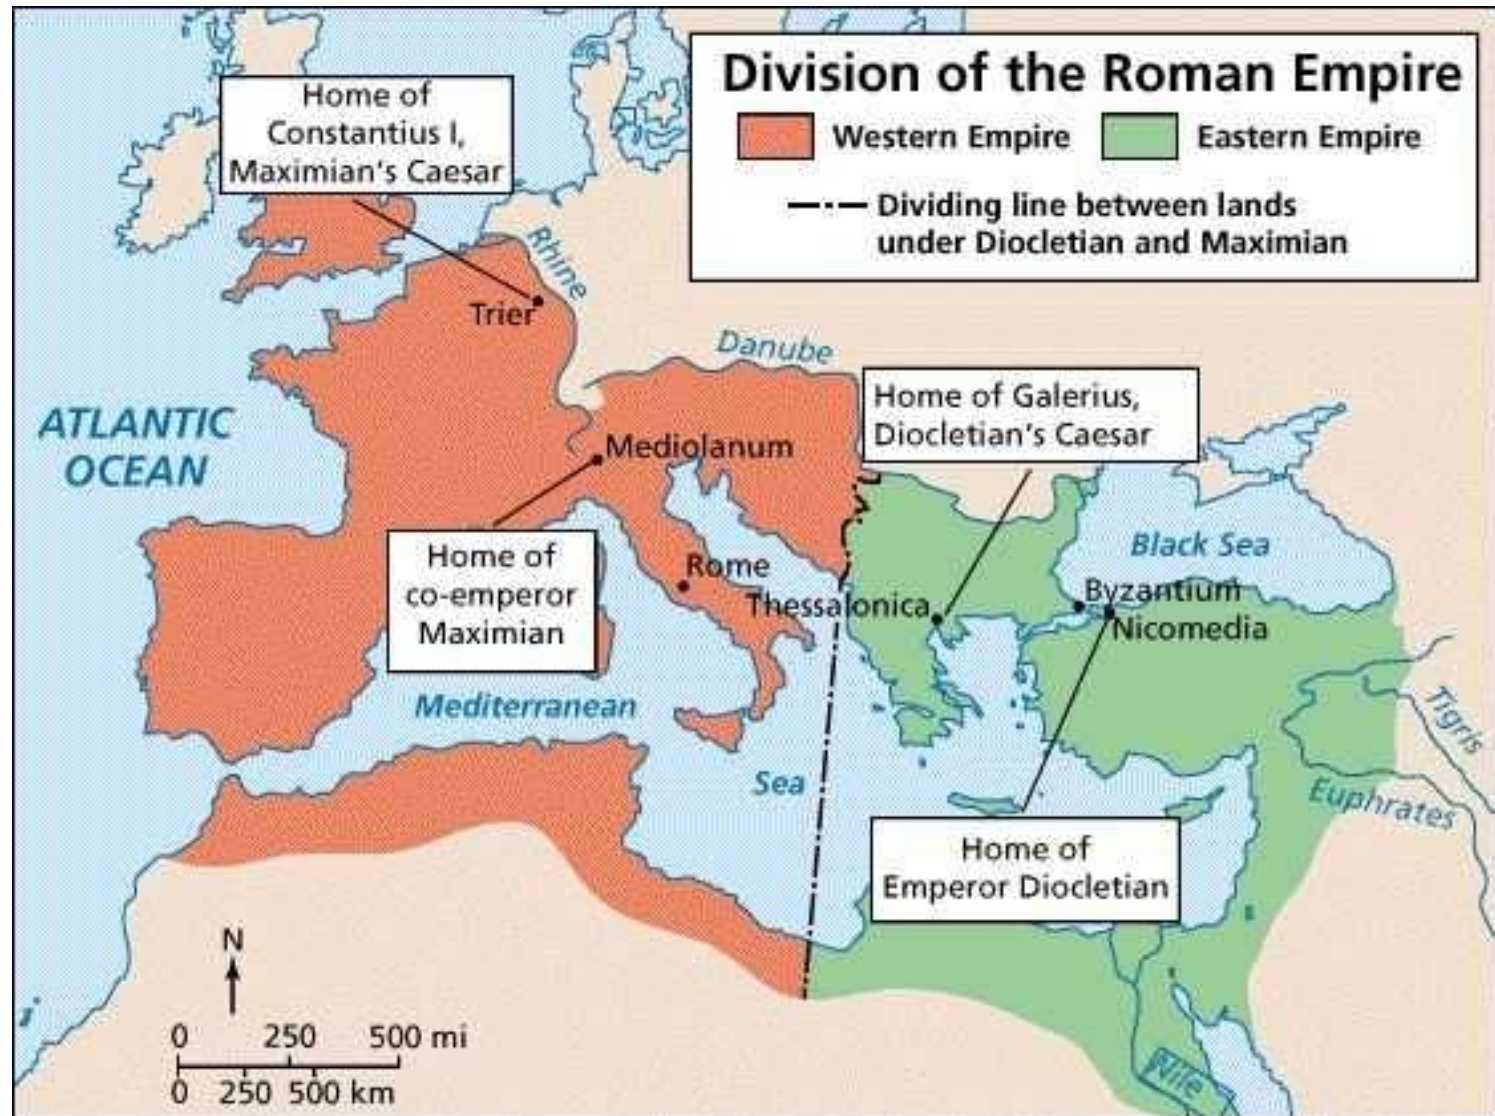 Division of the Roman Empire
Western Empire
Eastern Empire
Dividing line between lands
under Diocletian and Maximian
Home of
Constantius I,
Maximian's Caesar
Rhine
Trier
Danube
Home of Galerius,
Diocletian's Caesar
ATLANTIC
OCEAN
Mediolanum
Home of
co-emperor
Maximian
Rome
Black Sea
Thessalonica
Byzantium
Nicomedia
Mediterranean
Sea
Tigris
Euphrates
Home of
Emperor Diocletian
N
0 250 500 mi
0 250 500 km
Nile